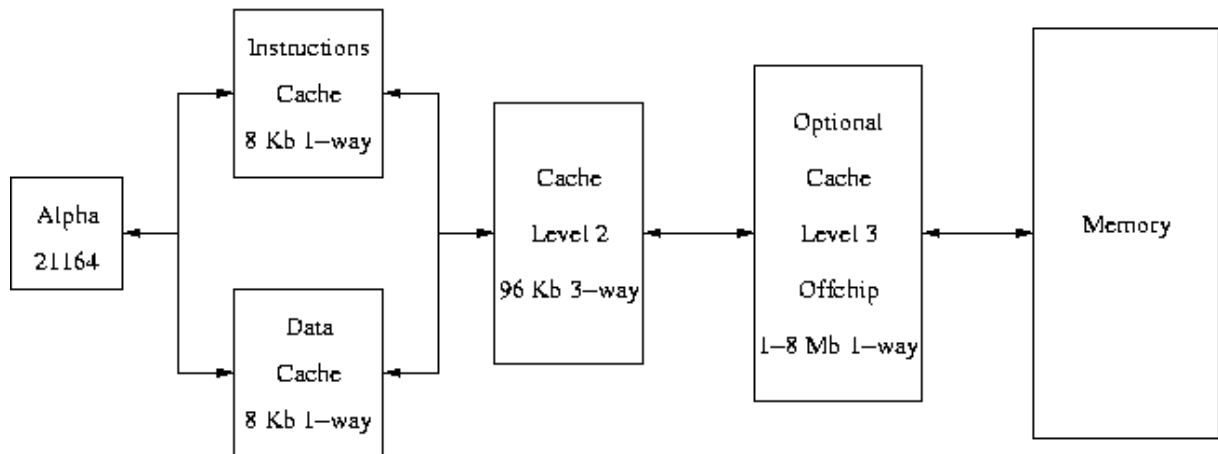 Alpha
21164
Instructions
Cache
8 Kb 1-way
Data
Cache
8 Kb 1-way
Cache
Level 2
96 Kb 3-way
Optional
Cache
Level 3
Offchip
1-8 Mb 1-way
Memory